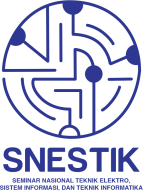 SNESTIK
SEMINAR NASIONAL TEKNIK ELEKTRO,
SISTEM INFORMASI, DAN TEKNIK INFORMATIKA